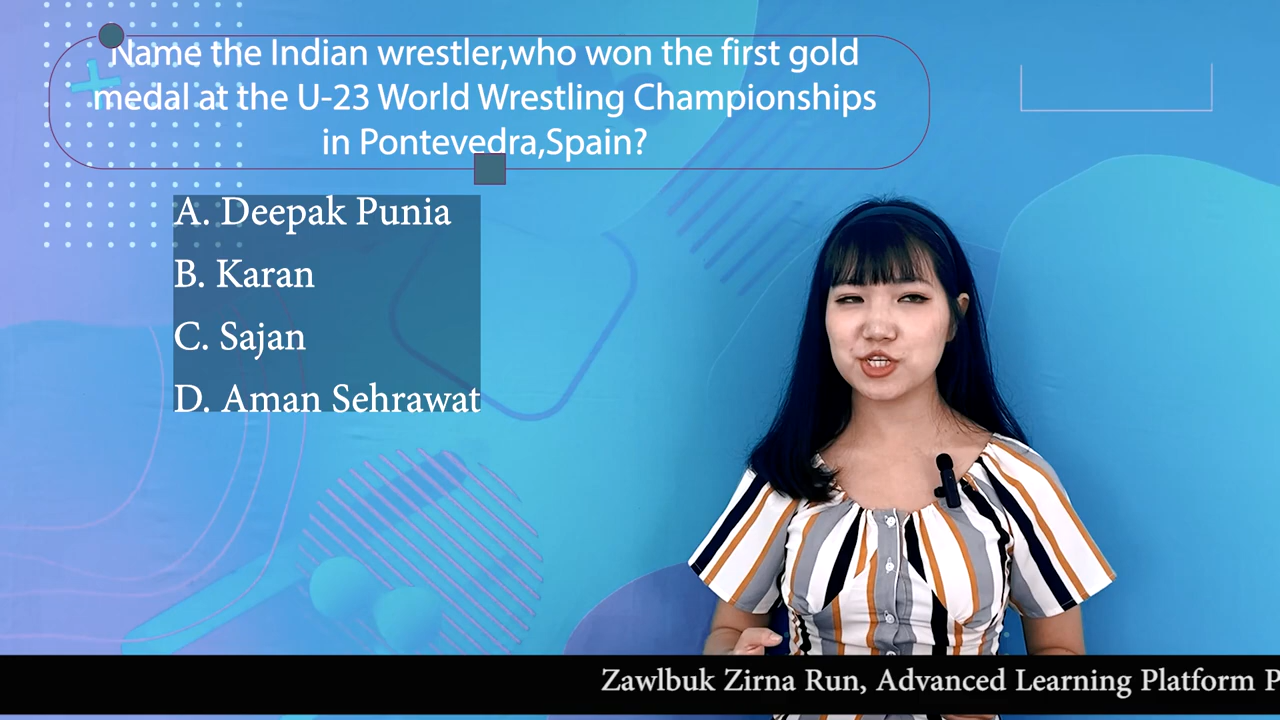 Name the Indian wrestler,who won the first gold
medal at the U-23 World Wrestling Championships
in Pontevedra,Spain?
A. Deepak Punia
B. Karan
C. Sajan
D. Aman Sehrawat
Zawlbuk Zirna Run, Advanced Learning Platform P